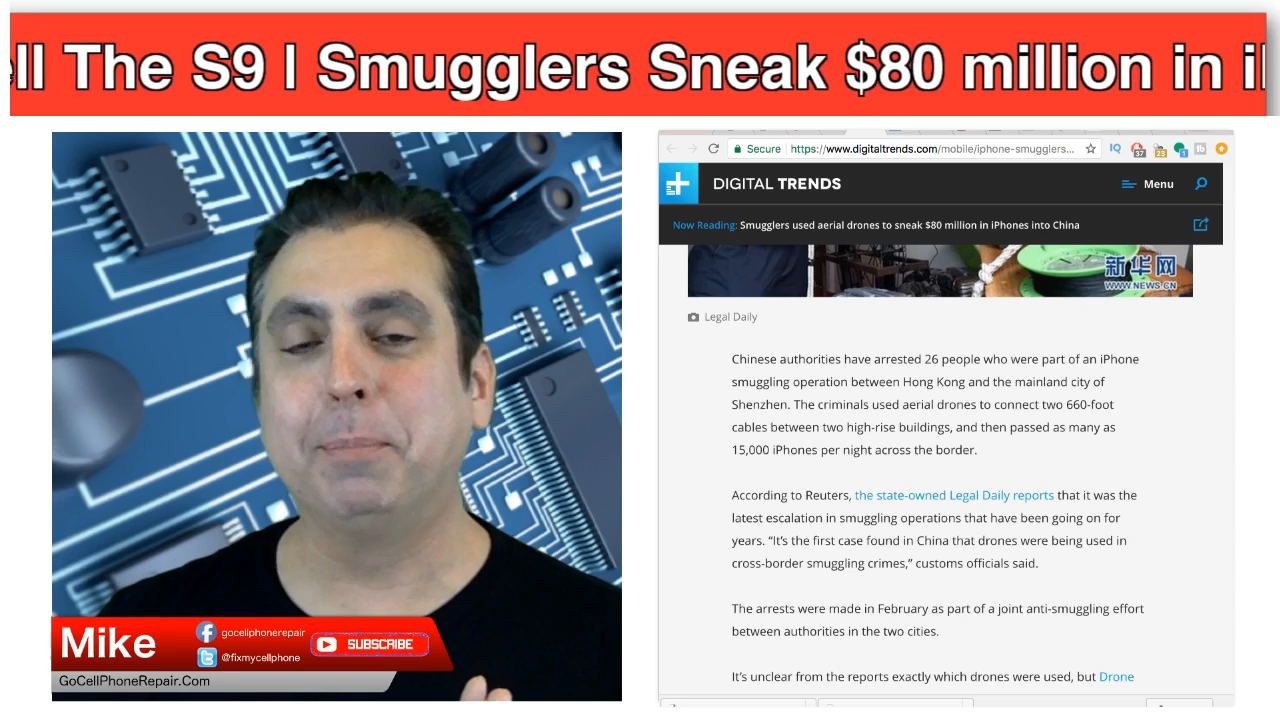 ll The S9 | Smugglers Sneak $80 million in i
Secure https://www.digitaltrends.com/mobile/iphone-smugglers...
IQ 37 23 1
DIGITAL TRENDS
Menu
Now Reading: Smugglers used aerial drones to sneak $80 million in iPhones into China
新华网
WWW.NEWS.CN
Legal Daily
Chinese authorities have arrested 26 people who were part of an iPhone
smuggling operation between Hong Kong and the mainland city of
Shenzhen. The criminals used aerial drones to connect two 660-foot
cables between two high-rise buildings, and then passed as many as
15,000 iPhones per night across the border.
According to Reuters, the state-owned Legal Daily reports that it was the
latest escalation in smuggling operations that have been going on for
years. “It’s the first case found in China that drones were being used in
cross-border smuggling crimes,” customs officials said.
The arrests were made in February as part of a joint anti-smuggling effort
between authorities in the two cities.
It’s unclear from the reports exactly which drones were used, but Drone
Mike
gocellphonerepair
@fixmycellphone
SUBSCRIBE
GoCellPhoneRepair.Com